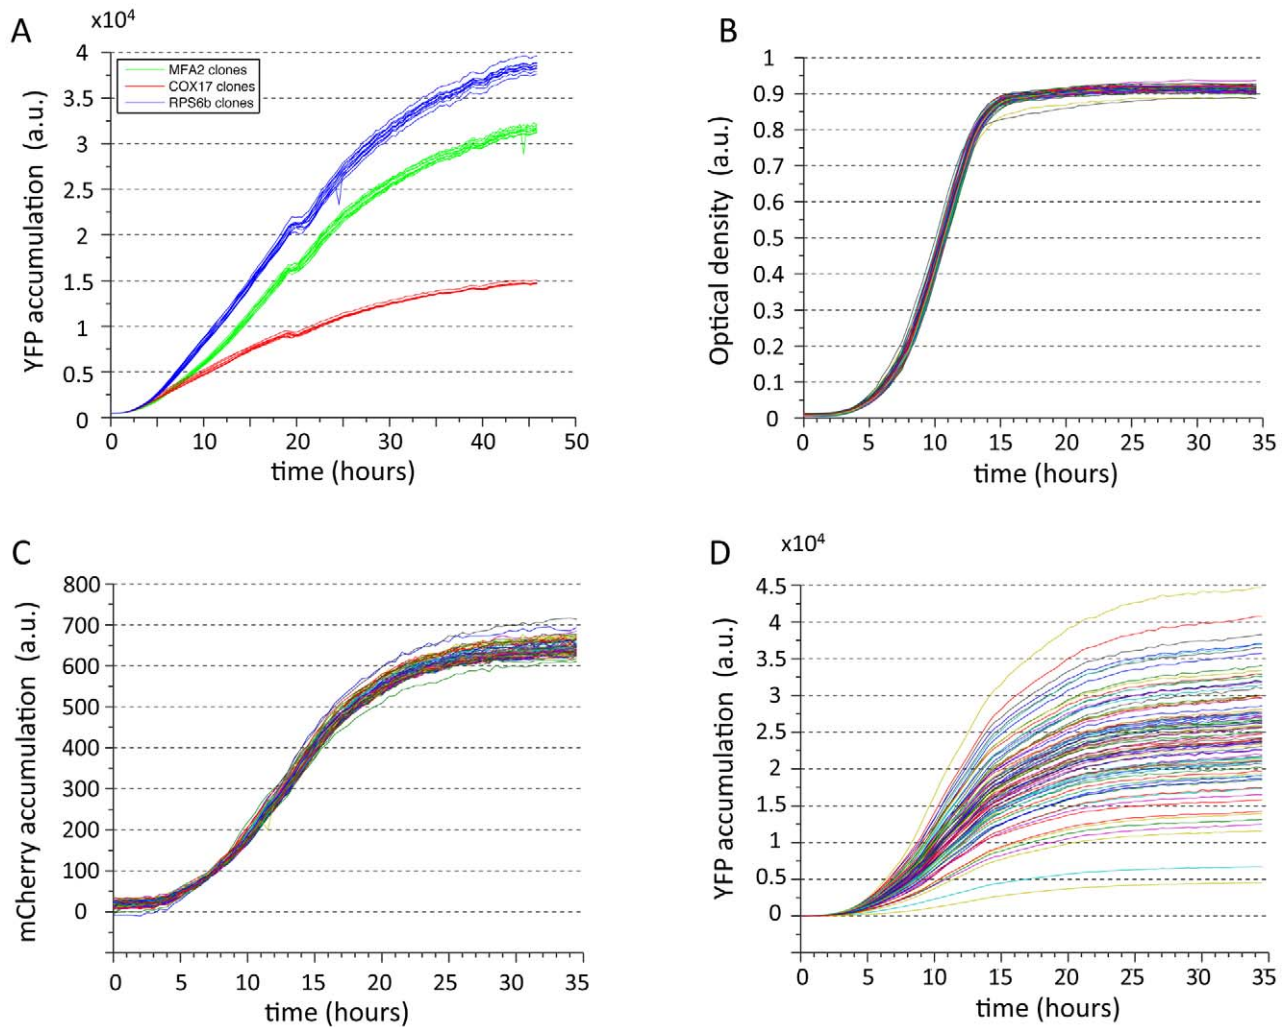 A
x10⁴
4
3.5
3
2.5
2
1.5
1
0.5
0
YFP accumulation (a.u.)
MFA2 clones
COX17 clones
RPS6b clones
0 10 20 30 40 50
time (hours)
B
1
0.9
0.8
0.7
0.6
0.5
0.4
0.3
0.2
0.1
0
Optical density (a.u.)
0 5 10 15 20 25 30 35
time (hours)
C
800
700
600
500
400
300
200
100
0
mCherry accumulation (a.u.)
0 5 10 15 20 25 30 35
time (hours)
D
x10⁴
4.5
4
3.5
3
2.5
2
1.5
1
0.5
0
YFP accumulation (a.u.)
0 5 10 15 20 25 30 35
time (hours)